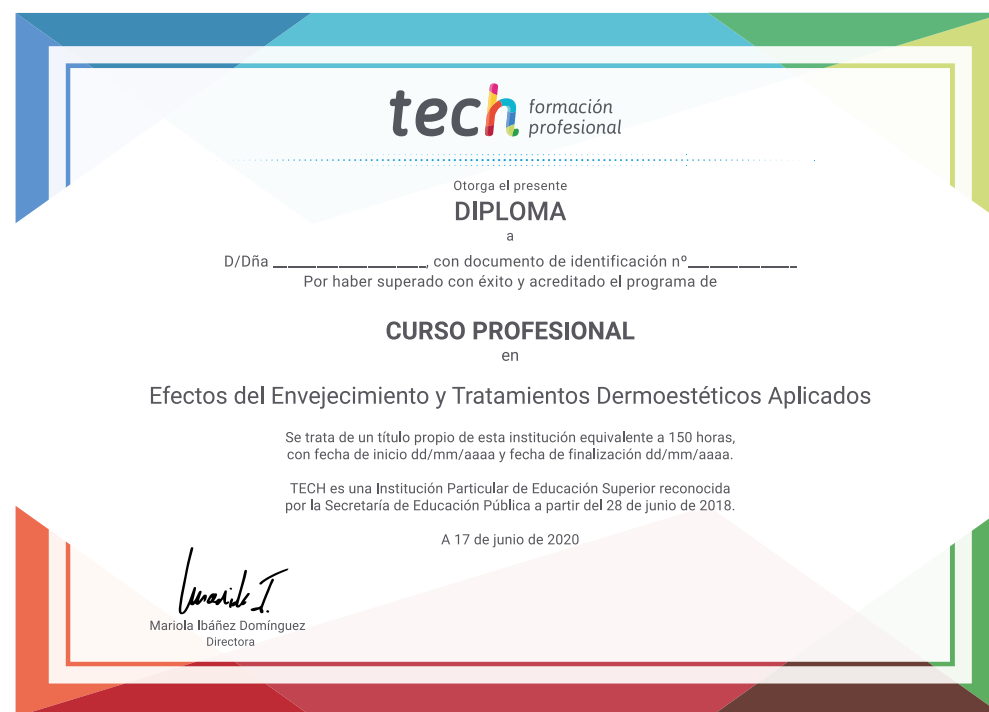 tech formación
profesional
Otorga el presente
DIPLOMA
a
D/Dña ____________________, con documento de identificación nº______________
Por haber superado con éxito y acreditado el programa de
CURSO PROFESIONAL
en
Efectos del Envejecimiento y Tratamientos Dermoestéticos Aplicados
Se trata de un título propio de esta institución equivalente a 150 horas,
con fecha de inicio dd/mm/aaaa y fecha de finalización dd/mm/aaaa.
TECH es una Institución Particular de Educación Superior reconocida
por la Secretaría de Educación Pública a partir del 28 de junio de 2018.
A 17 de junio de 2020
Mariola Ibáñez Domínguez
Directora